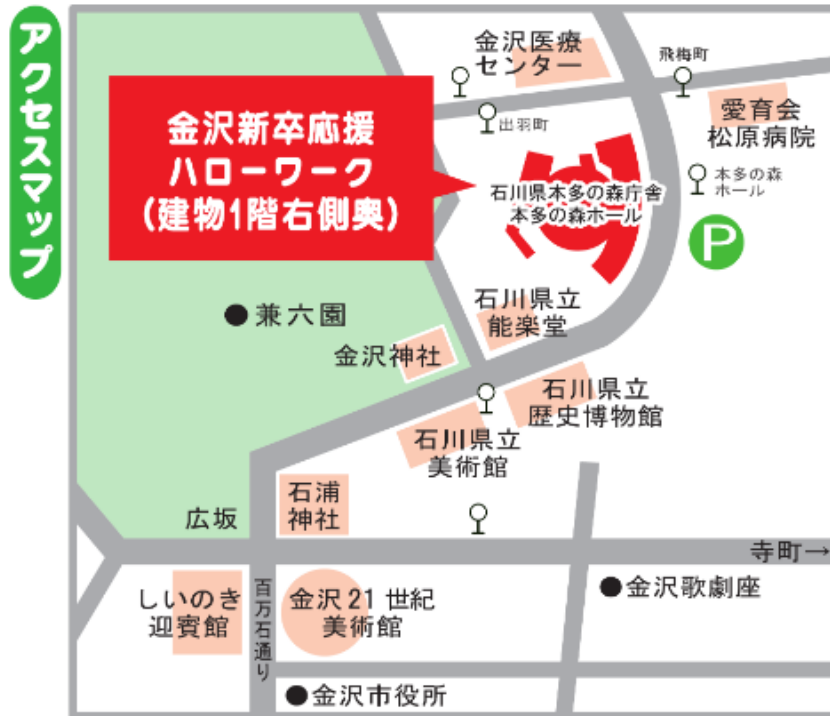 アクセスマップ
金沢医療
センター
飛梅町
出羽町
愛育会
松原病院
金沢新卒応援
ハローワーク
(建物1階右側奥)
石川県本多の森庁舎
本多の森ホール
本多の森
ホール
P
●兼六園
石川県立
能楽堂
金沢神社
石川県立
歴史博物館
石川県立
美術館
石浦
神社
広坂
寺町→
しいのき
迎賓館
百万石通り
金沢21世紀
美術館
●金沢歌劇座
●金沢市役所